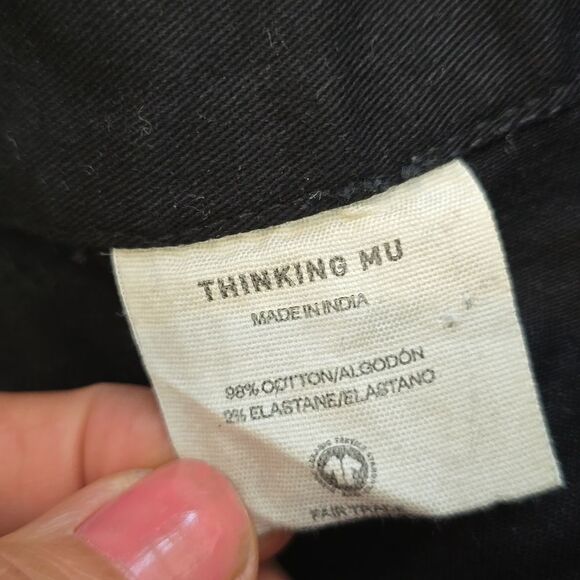 THINKING MU
MADE IN INDIA
98% COTTON/ALGODÓN
2% ELASTANE/ELASTANO
FAIR TRADE